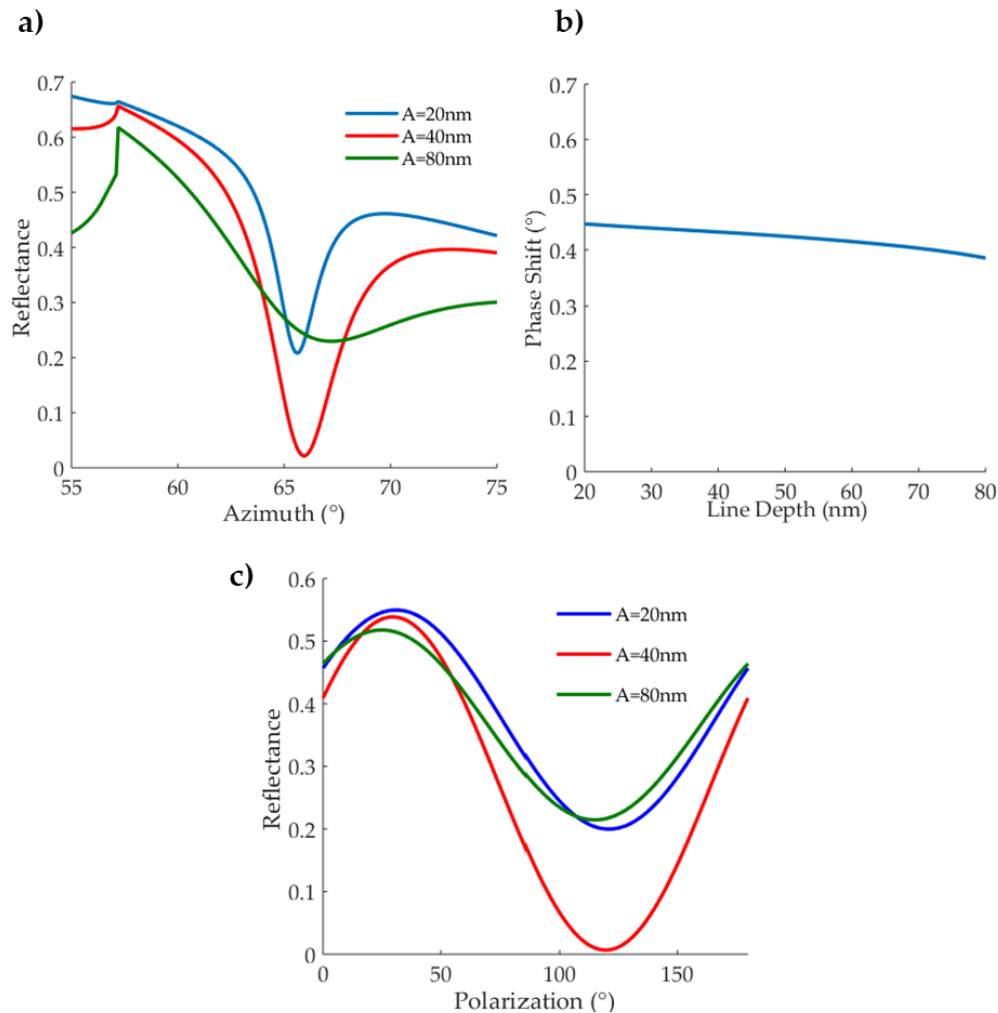 a)
0.7
0.6
0.5
0.4
0.3
0.2
0.1
0
Reflectance
A=20nm
A=40nm
A=80nm
55
60
65
70
75
Azimuth (°)
b)
0.7
0.6
0.5
0.4
0.3
0.2
0.1
0
Phase Shift (°)
20
30
40
50
60
70
80
Line Depth (nm)
c)
0.6
0.5
0.4
0.3
0.2
0.1
0
Reflectance
A=20nm
A=40nm
A=80nm
0
50
100
150
Polarization (°)